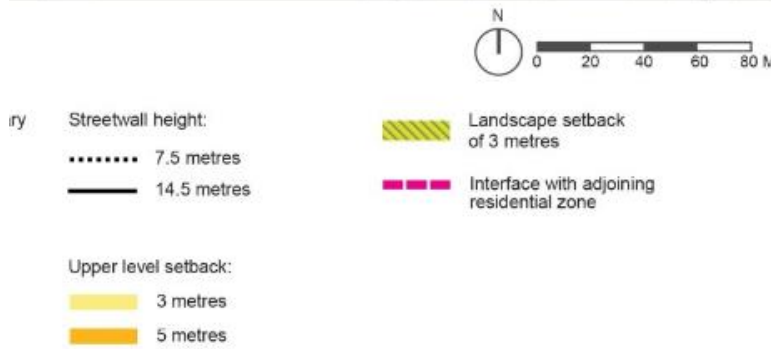 N
0 20 40 60 80 M
ry
Streetwall height:
7.5 metres
14.5 metres
Upper level setback:
3 metres
5 metres
Landscape setback
of 3 metres
Interface with adjoining
residential zone